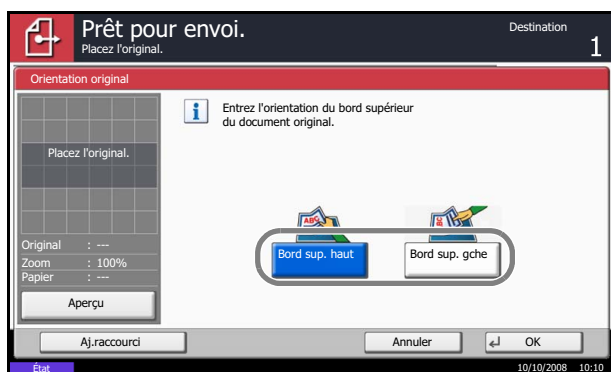 Prêt pour envoi.
Placez l'original.
Destination
1
Orientation original
Entrez l'orientation du bord supérieur
du document original.
Placez l'original.
ABC
BC
Original : ---
Zoom : 100%
Papier : ---
Aperçu
Bord sup. haut
Bord sup. gche
Aj.raccourci
Annuler
OK
État
10/10/2008 10:10